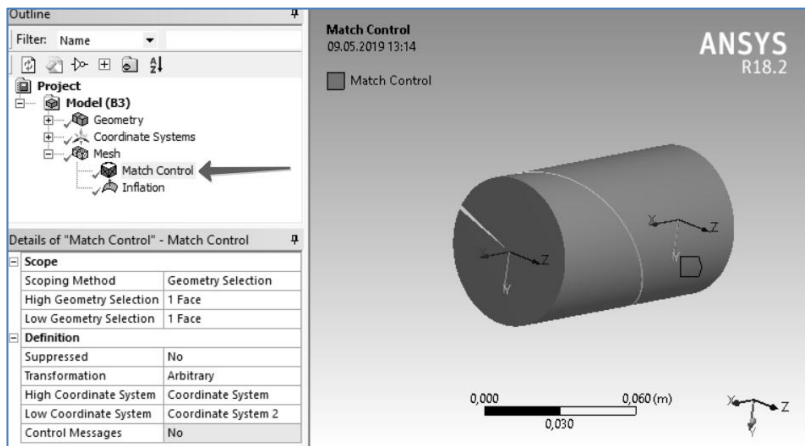 Outline
Filter: Name
Project
Model (B3)
Geometry
Coordinate Systems
Mesh
Match Control
Inflation
Details of "Match Control" - Match Control
Scope
Scoping Method Geometry Selection
High Geometry Selection 1 Face
Low Geometry Selection 1 Face
Definition
Suppressed No
Transformation Arbitrary
High Coordinate System Coordinate System
Low Coordinate System Coordinate System 2
Control Messages No
Match Control
09.05.2019 13:14
Match Control
ANSYS
R18.2
X Z
Y
X Z
Y
0,000 0,060 (m)
0,030
X Z
Y